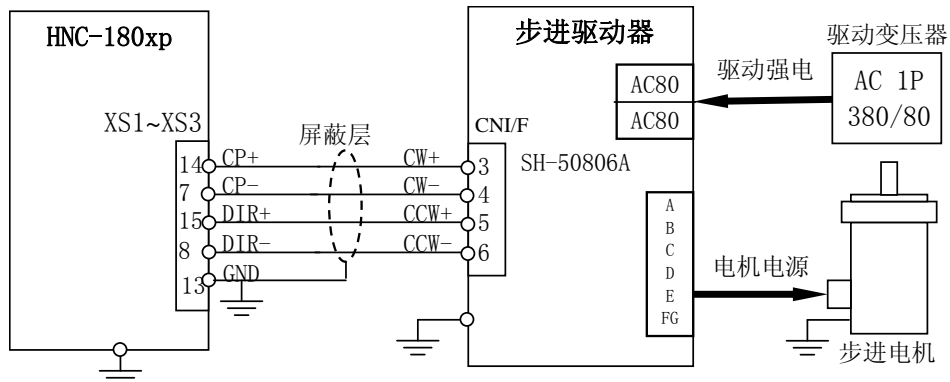 HNC-180xp
XS1~XS3
14 CP+
7 CP-
15 DIR+
8 DIR-
13 GND
屏蔽层
CW+ 3
CW- 4
CCW+ 5
CCW- 6
步进驱动器
CNI/F
SH-50806A
AC80
AC80
A
B
C
D
E
FG
驱动强电
电机电源
驱动变压器
AC 1P
380/80
步进电机